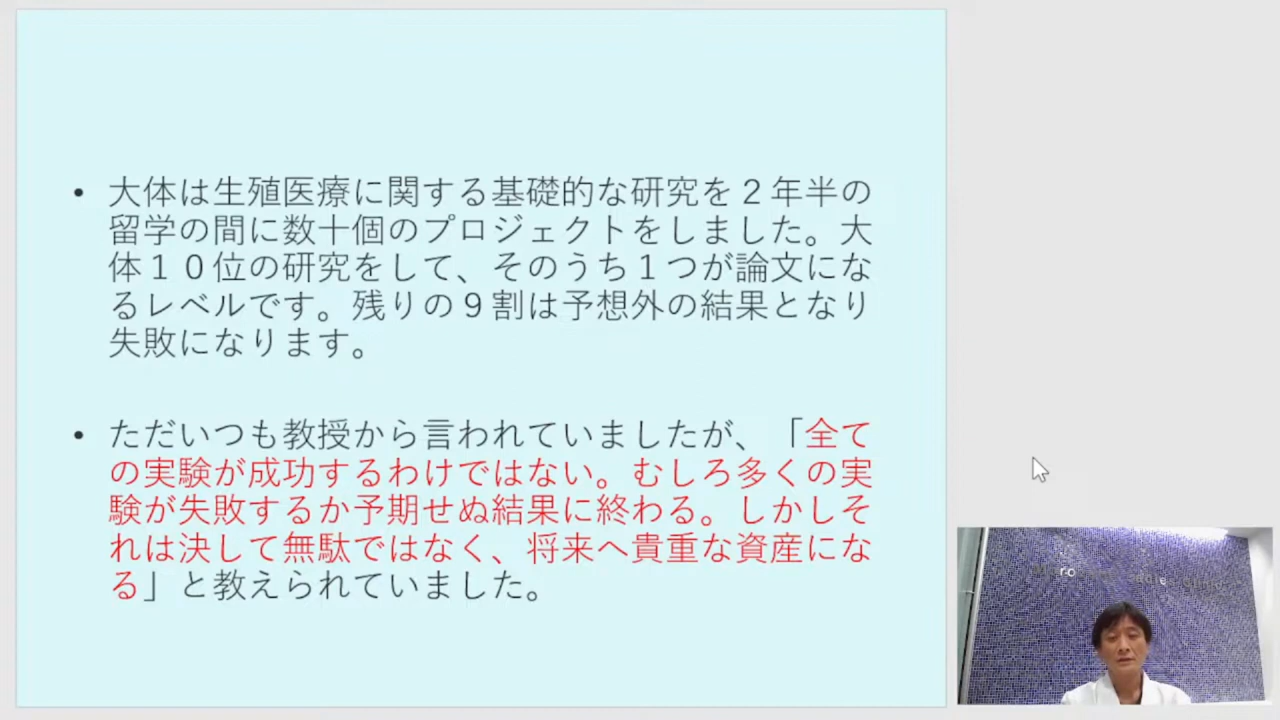 • 大体は生殖医療に関する基礎的な研究を２年半の
留学の間に数十個のプロジェクトをしました。大
体１０位の研究をして、そのうち１つが論文にな
るレベルです。残りの９割は予想外の結果となり
失敗になります。
• ただいつも教授から言われていましたが、「全て
の実験が成功するわけではない。むしろ多くの実
験が失敗するか予期せぬ結果に終わる。しかしそ
れは決して無駄ではなく、将来へ貴重な資産にな
る」と教えられていました。